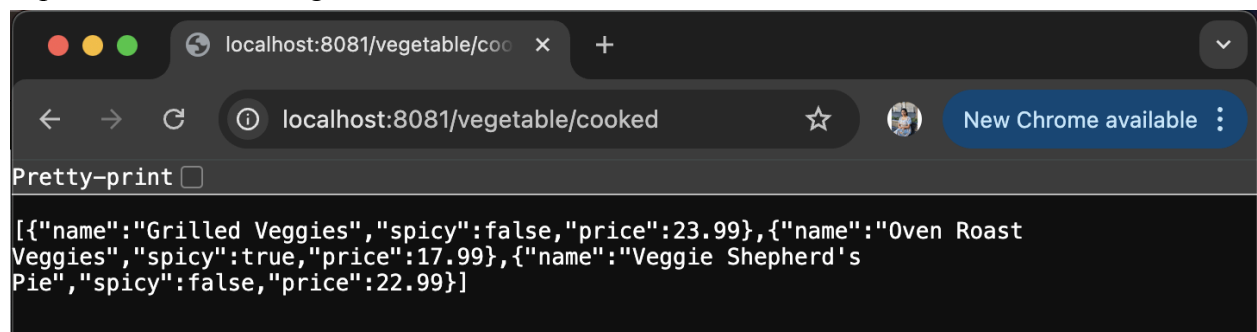 localhost:8081/vegetable/coo
localhost:8081/vegetable/cooked
New Chrome available
Pretty-print
[{"name":"Grilled Veggies","spicy":false,"price":23.99},{"name":"Oven Roast
Veggies","spicy":true,"price":17.99},{"name":"Veggie Shepherd's
Pie","spicy":false,"price":22.99}]